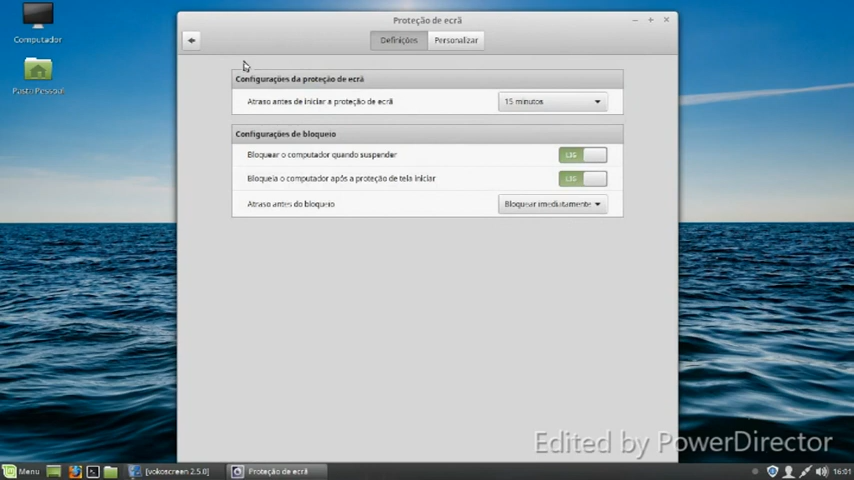 Proteção de ecrã
Computador
Definições
Personalizar
Configurações da proteção de ecrã
Pasta Pessoal
Atraso antes de iniciar a proteção de ecrã
15 minutos
Configurações de bloqueio
Bloquear o computador quando suspender
LIG
Bloqueia o computador após a proteção de tela iniciar
LIG
Atraso antes do bloqueio
Bloquear imediatamente
Edited by PowerDirector
Menu
[vokoscreen 2.5.0]
Proteção de ecrã
16:01